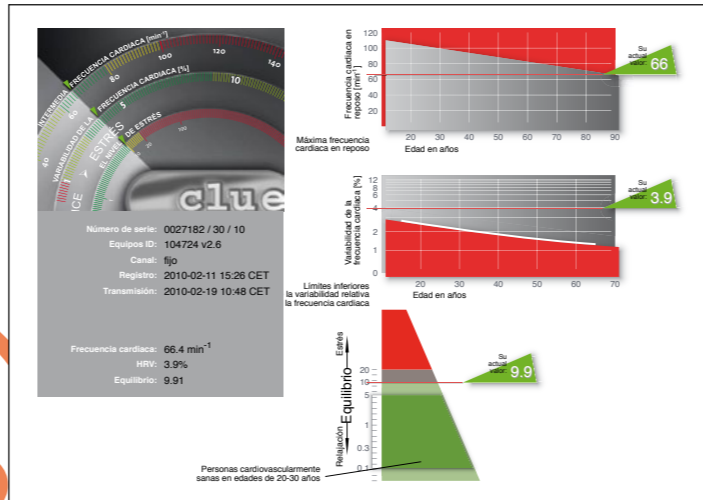 INTERMEDIA FRECUENCIA CARDIACA [min⁻¹]
40 60 80 100 120 140
VARIABILIDAD DE LA FRECUENCIA CARDIACA [%]
1 5 10
ESTRÉS
EL NIVEL DE ESTRÉS
0 20 100
clue
Número de serie: 0027182 / 30 / 10
Equipos ID: 104724 v2.6
Canal: fijo
Registro: 2010-02-11 15:26 CET
Transmisión: 2010-02-19 10:48 CET
Frecuencia cardiaca: 66.4 min⁻¹
HRV: 3.9%
Equilibrio: 9.91
Frecuencia cardiaca en
reposo [min¹]
120
100
80
60
40
20
Su
actual
valor: 66
20 30 40 50 60 70 80 90
Máxima frecuencia
cardiaca en reposo
Edad en años
Variabilidad de la
frecuencia cardiaca [%]
12
8
6
4
2
1
0
Su
actual
valor: 3.9
20 30 40 50 60 70
Límites inferiores
la variabilidad relativa
la frecuencia cardiaca
Edad en años
Estrés
Equilibrio
Relajación
20
10
5
1
0.3
0.1
Su
actual
valor: 9.9
Personas cardiovascularmente
sanas en edades de 20-30 años